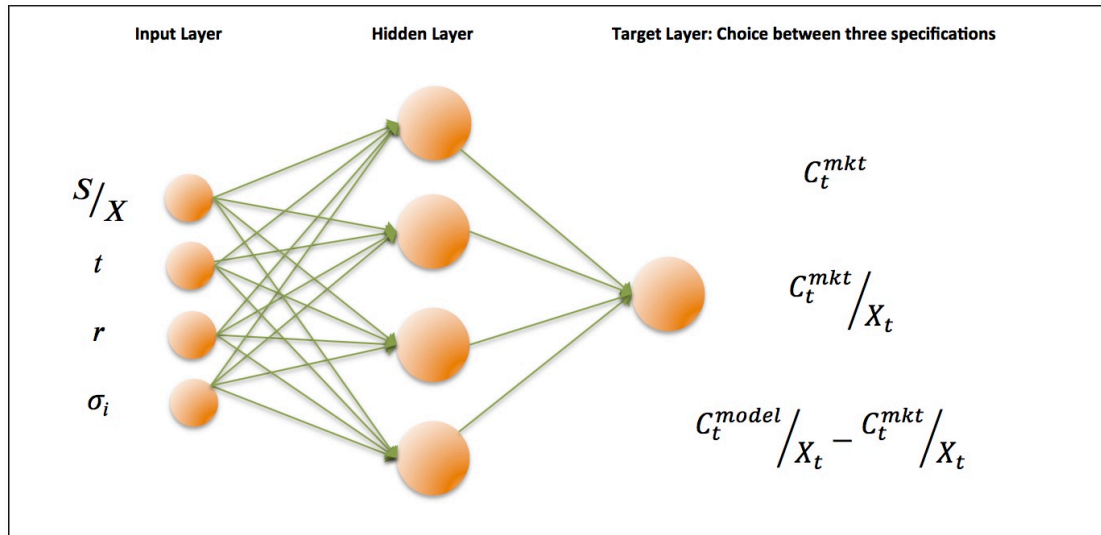 Input Layer
Hidden Layer
Target Layer: Choice between three specifications
S/X
t
r
σᵢ
C_t^{mkt}
C_t^{mkt}/X_t
C_t^{model}/X_t − C_t^{mkt}/X_t